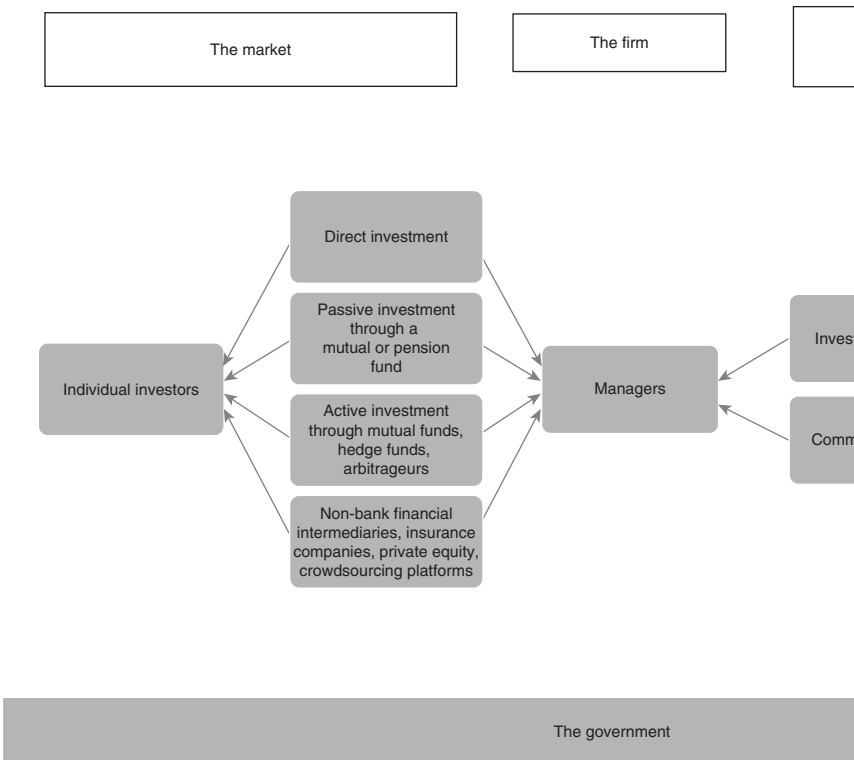 The market
The firm
Direct investment
Passive investment
through a
mutual or pension
fund
Individual investors
Active investment
through mutual funds,
hedge funds,
arbitrageurs
Non-bank financial
intermediaries, insurance
companies, private equity,
crowdsourcing platforms
Managers
The government